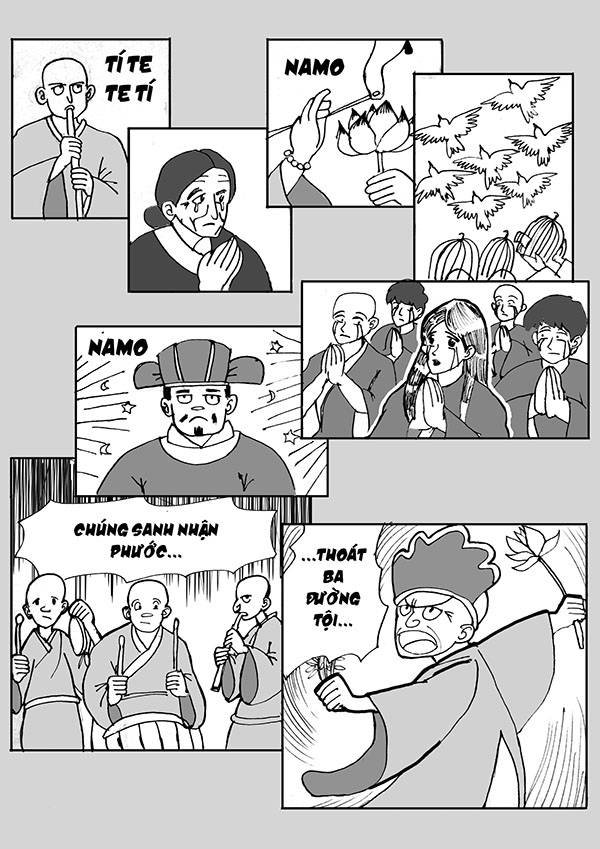 TÍ TE
TE TÍ
NAMO
NAMO
CHÚNG SANH NHẬN
PHƯỚC...
...THOÁT
BA
ĐƯỜNG
TỘI...